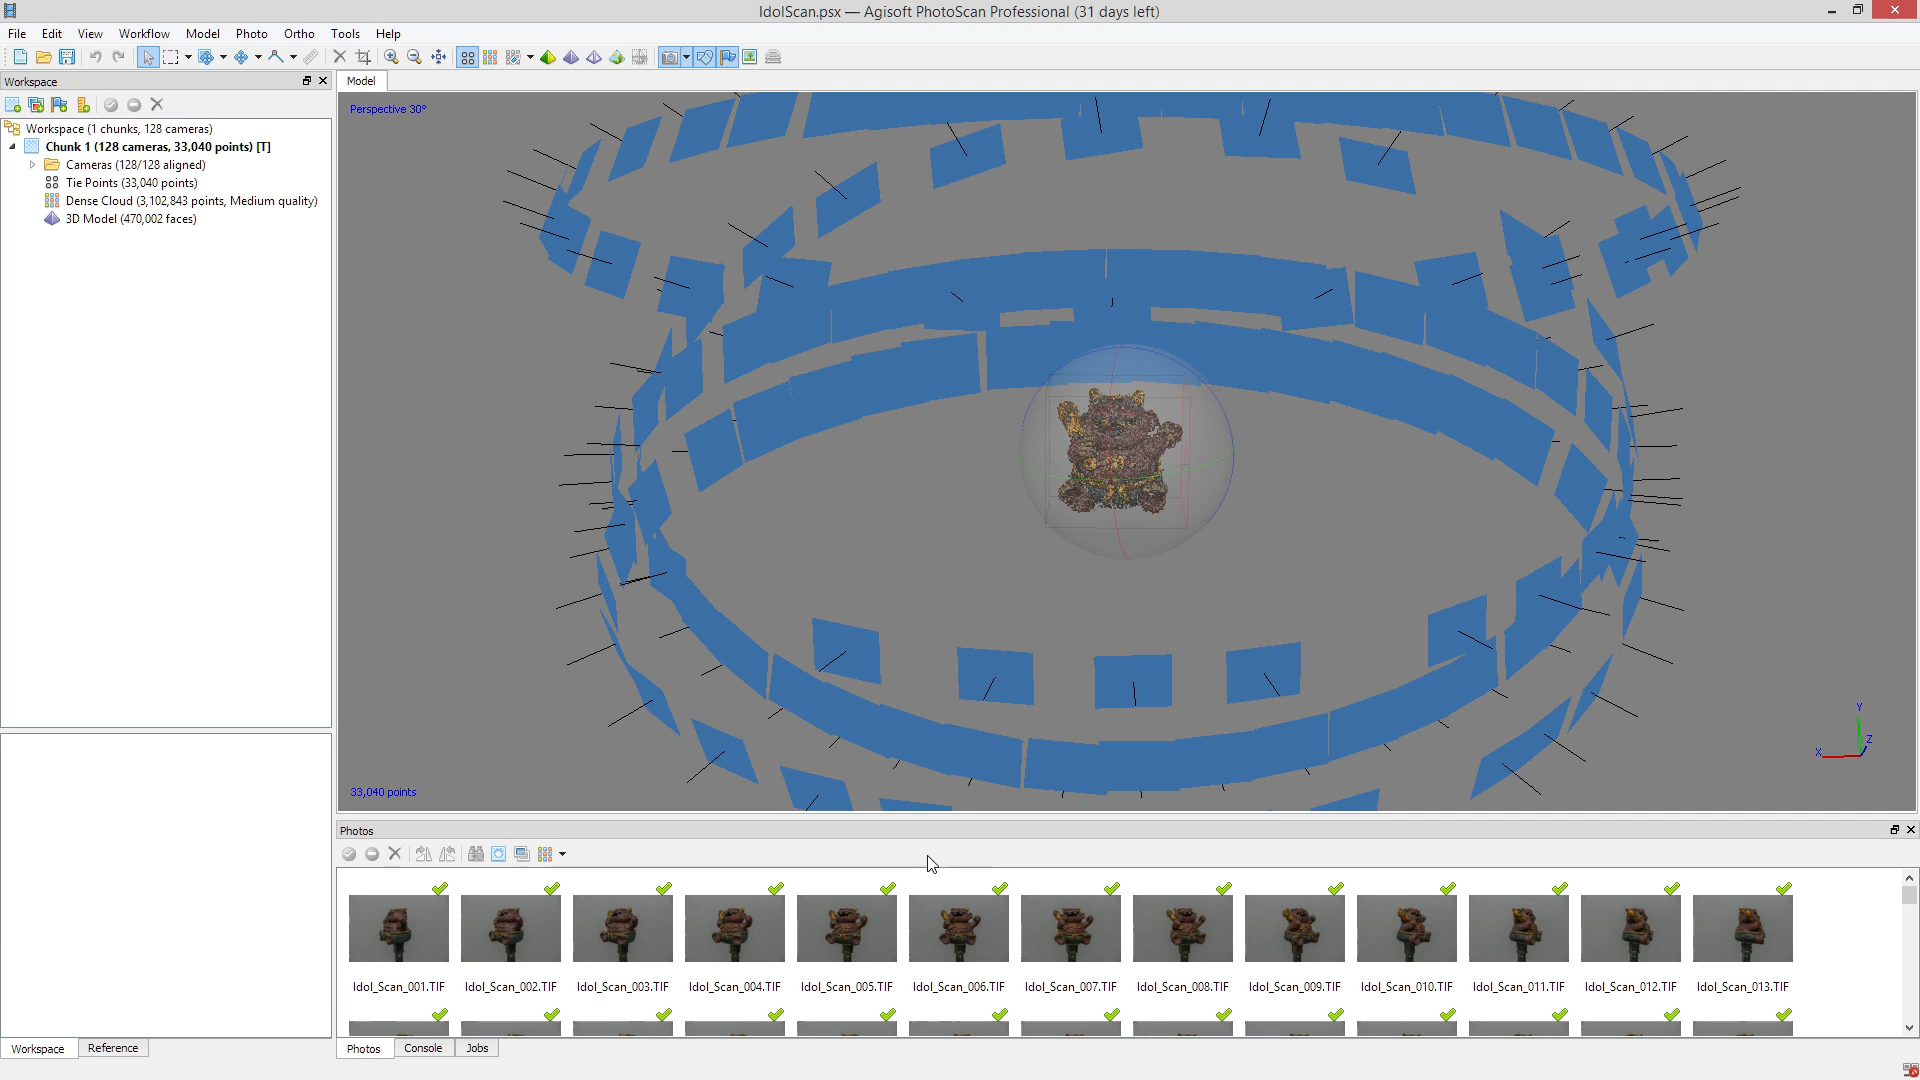 IdolScan.psx — Agisoft PhotoScan Professional (31 days left)
File Edit View Workflow Model Photo Ortho Tools Help
Workspace
Workspace (1 chunks, 128 cameras)
Chunk 1 (128 cameras, 33,040 points) [T]
Cameras (128/128 aligned)
Tie Points (33,040 points)
Dense Cloud (3,102,843 points, Medium quality)
3D Model (470,002 faces)
Workspace Reference
Model
Perspective 30°
Y
Z
X
33,040 points
Photos
Idol_Scan_001.TIF Idol_Scan_002.TIF Idol_Scan_003.TIF Idol_Scan_004.TIF Idol_Scan_005.TIF Idol_Scan_006.TIF Idol_Scan_007.TIF Idol_Scan_008.TIF Idol_Scan_009.TIF Idol_Scan_010.TIF Idol_Scan_011.TIF Idol_Scan_012.TIF Idol_Scan_013.TIF
Photos Console Jobs